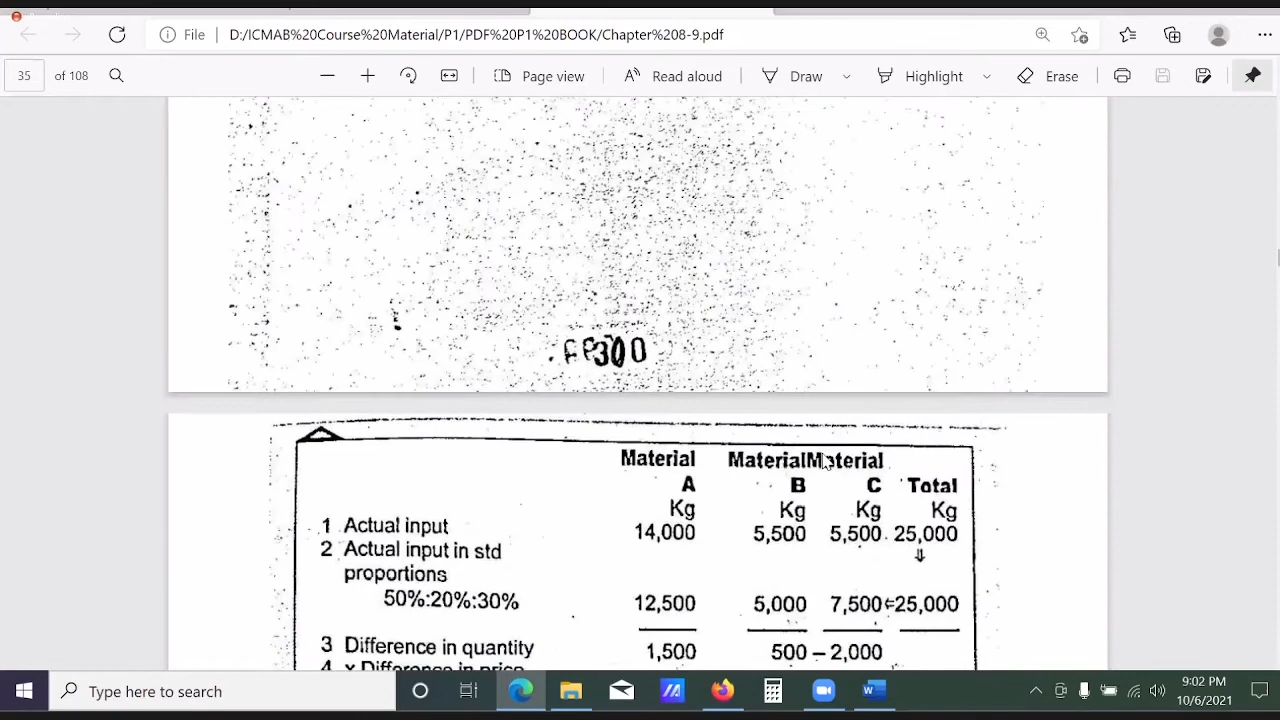 File D:/ICMAB%20Course%20Material/P1/PDF%20P1%20BOOK/Chapter%208-9.pdf
35 of 108 Page view Read aloud Draw Highlight Erase
Material MaterialMaterial
A B C Total
Kg Kg Kg Kg
1 Actual input 14,000 5,500 5,500 25,000
2 Actual input in std
proportions
50%:20%:30% 12,500 5,000 7,500⇐25,000
3 Difference in quantity 1,500 500 – 2,000
4 x Difference in price
Type here to search
9:02 PM
10/6/2021